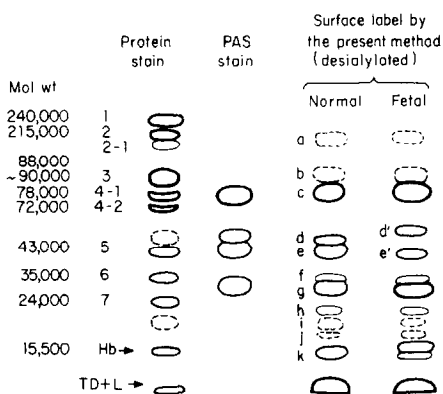 Surface label by
the present method
(desialylated)
Protein stain
PAS stain
Mol wt
Normal Fetal
240,000 1
215,000 2
2-1
a
88,000
~90,000 3
b
78,000 4-1
c
72,000 4-2
d d'
43,000 5
e e'
35,000 6
f
g
24,000 7
h
i
j
15,500 Hb→
k
TD+L →